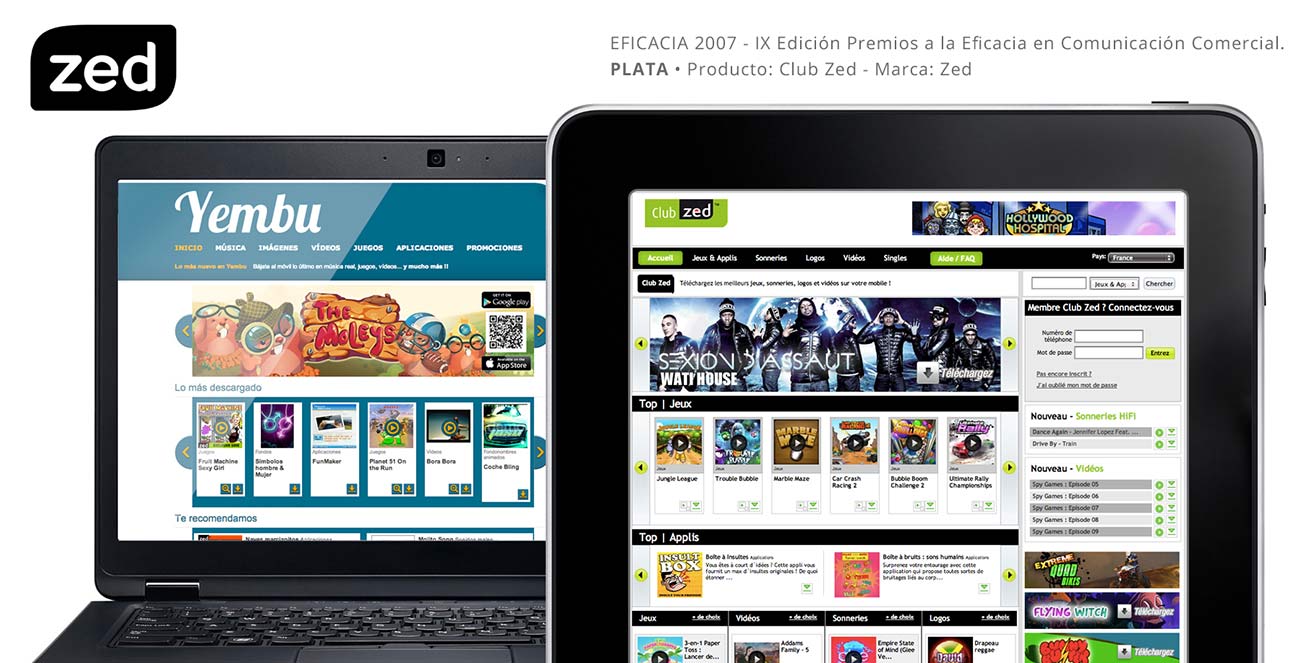 zed
EFICACIA 2007 - IX Edición Premios a la Eficacia en Comunicación Comercial.
PLATA • Producto: Club Zed - Marca: Zed
Yembu
INICIO MÚSICA IMÁGENES VÍDEOS JUEGOS APLICACIONES PROMOCIONES
Lo más nuevo en Yembu Bájate al móvil lo último en música real, juegos, vídeos... y mucho más !!
THE MOLEYS
GET IT ON
Google play
Available on the
App Store
Lo más descargado
Juegos Fondos Aplicaciones Juegos Vídeos Fondonombres animados
Fruit Machine Sexy Girl
Símbolos hombre & Mujer
FunMaker
Planet 51 On the Run
Bora Bora
Coche Bling
Te recomendamos
Club zed™
HOLLYWOOD HOSPITAL
Accueil Jeux & Applis Sonneries Logos Vidéos Singles Aide / FAQ Pays: France
Club Zed Téléchargez les meilleurs jeux, sonneries, logos et vidéos sur votre mobile !
Jeux & Ap Chercher
SEXION D'ASSAUT
WATI HOUSE
Téléchargez
Membre Club Zed ? Connectez-vous
Numéro de téléphone
Mot de passe Entrez
Pas encore inscrit ?
J'ai oublié mon mot de passe
Top | Jeux
Jeux Jeux Jeux Jeux Jeux Jeux
Jungle League
Trouble Bubble
Marble Maze
Car Crash Racing 2
Bubble Boom Challenge 2
Ultimate Rally Championships
Nouveau - Sonneries HiFi
Dance Again - Jennifer Lopez Feat. ...
Drive By - Train
Nouveau - Vidéos
Spy Games : Episode 05
Spy Games : Episode 06
Spy Games : Episode 07
Spy Games : Episode 08
Spy Games : Episode 09
Top | Applis
INSULT BOX
Boîte à Insultes Applications
Vous êtes à court d'idées ? Cette appli vous
fournit un max d'insultes originales ! De quoi
étonner ...
Boîte à bruits : sons humains Applications
Surprenez votre entourage avec cette
application qui propose toutes sortes de
bruitages liés au corp...
EXTREME QUAD BIKES
FLYING WITCH Téléchargez
Téléchargez
Jeux + de choix Vidéos + de choix Sonneries + de choix Logos + de choix
3-en-1 Paper Toss : Lancer de...
Addams Family - 5
Empire State of Mind (Glee Ve...
Drapeau reggae